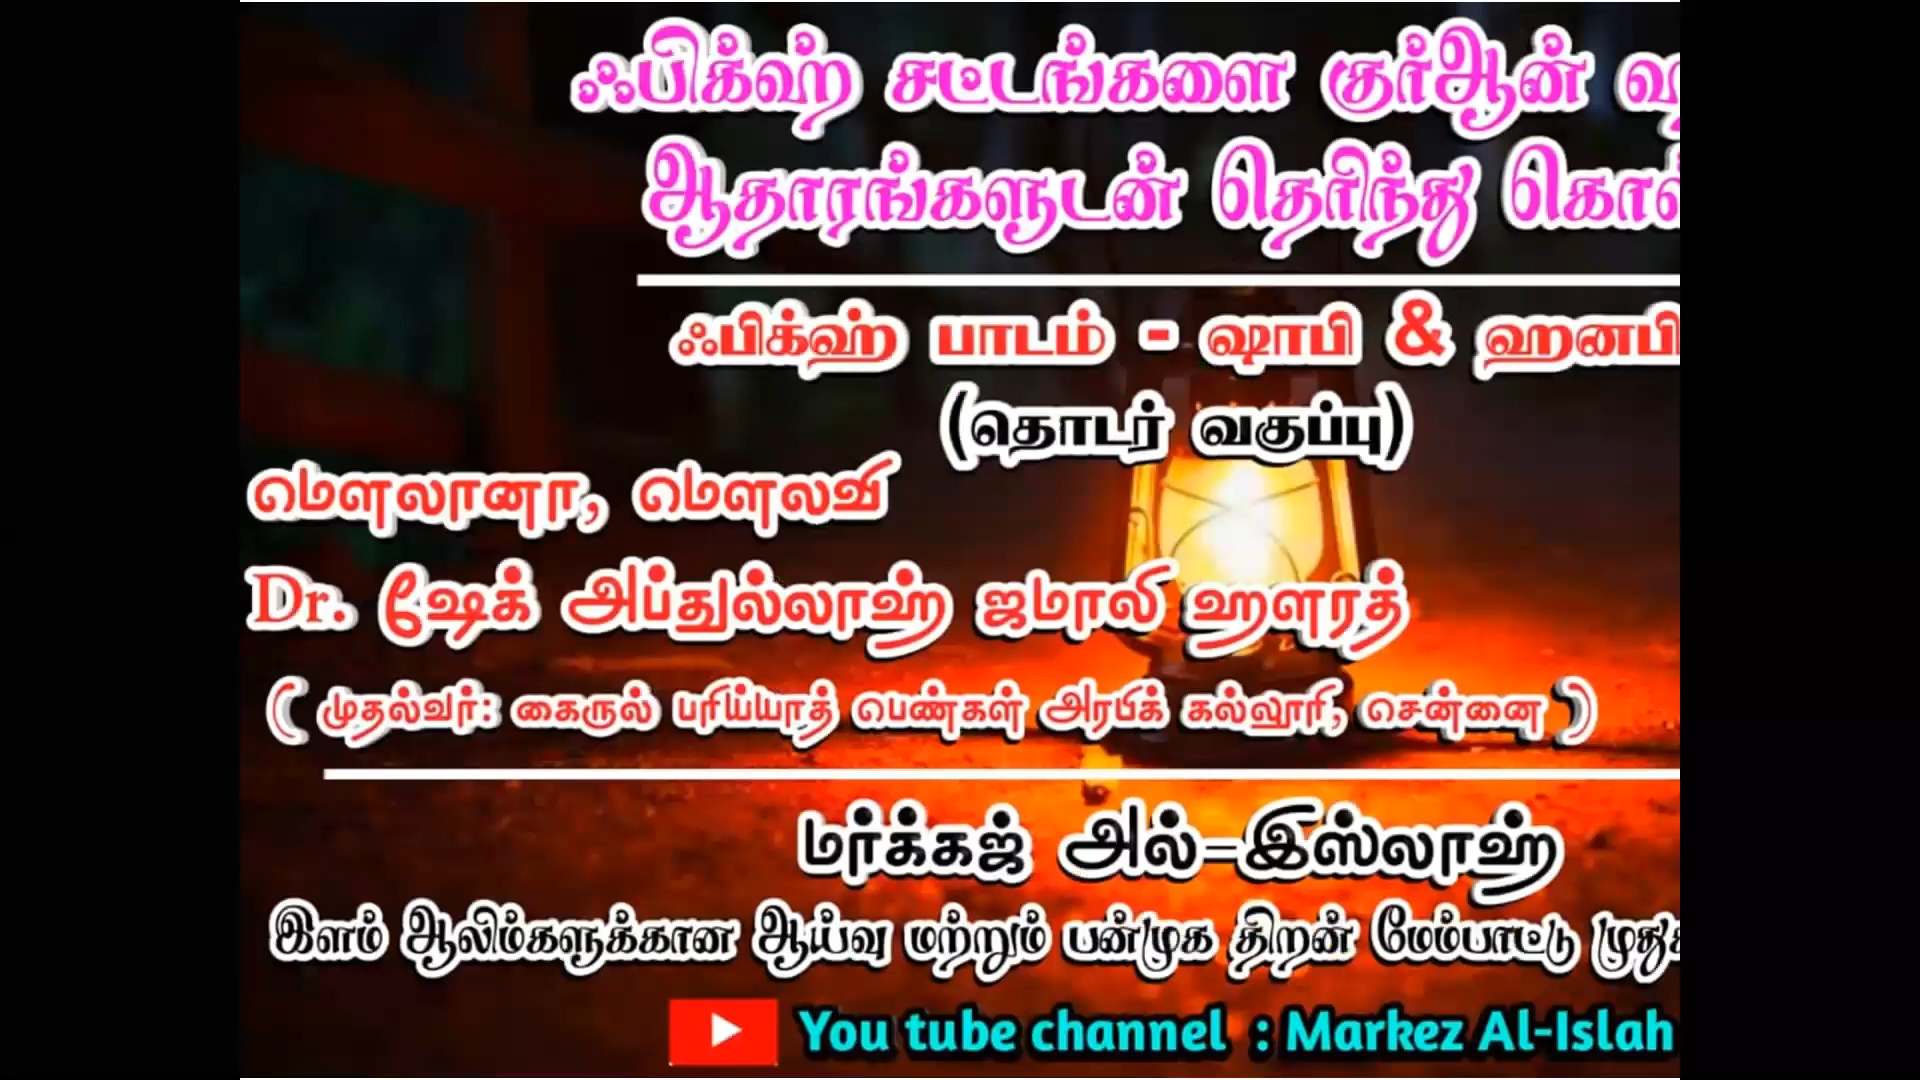 ஃபிக்ஹ் சட்டங்களை குர்ஆன்
ஆதாரங்களுடன் தெரிந்து
ஃபிக்ஹ் பாடம் - ஷாபி & ஹனபி
(தொடர் வகுப்பு)
மௌலானா, மௌலவி
Dr. ஷேக் அப்துல்லாஹ் ஜமாலி ஹளரத்
( முதல்வர்: கைருல் பரிய்யாத் பெண்கள் அரபிக் கல்லூரி, சென்னை )
மர்க்கஜ் அல்-இஸ்லாஹ்
இளம் ஆலிம்களுக்கான ஆய்வு மற்றும் பன்முக திறன் மேம்பாட்டு
You tube channel : Markez Al-Islah